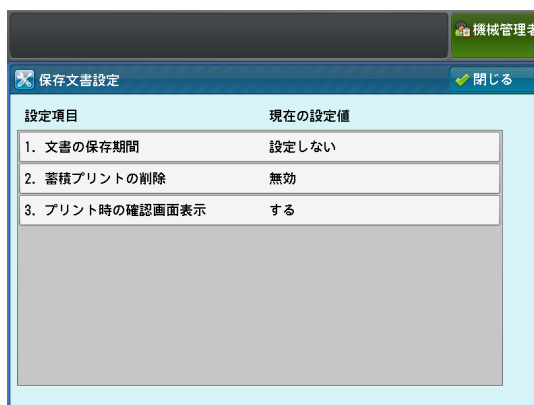 機械管理者
保存文書設定
閉じる
設定項目 現在の設定値
1. 文書の保存期間 設定しない
2. 蓄積プリントの削除 無効
3. プリント時の確認画面表示 する